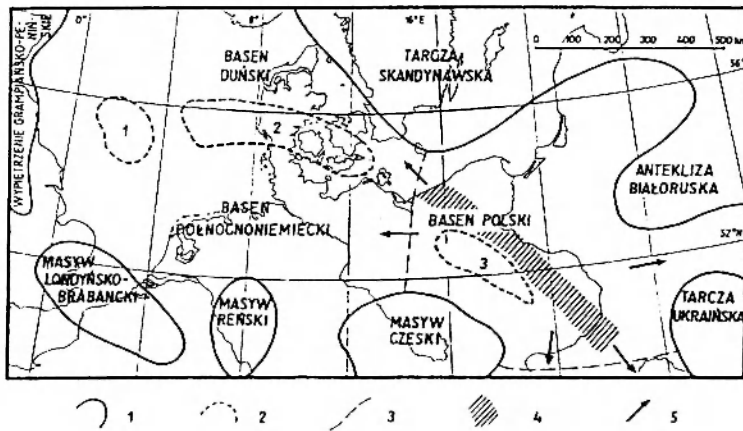 0°
8°
16°E
0 100 200 300 400 500 km
56°
BASEN
DUŃSKI
TARCZA
SKANDYNAWSKA
WYPIĘTRZENIE GRAMPIAŃSKO-PE-
NIŃ-
SKIE
1
2
ANTEKLIZA
BIAŁORUSKA
BASEN
PÓŁNOCNONIEMIECKI
BASEN POLSKI
52°N
3
MASYW
LONDYŃSKO-
BRABANCKI
MASYW
REŃSKI
MASYW
CZESKI
TARCZA
UKRAIŃSKA
1 2 3 4 5